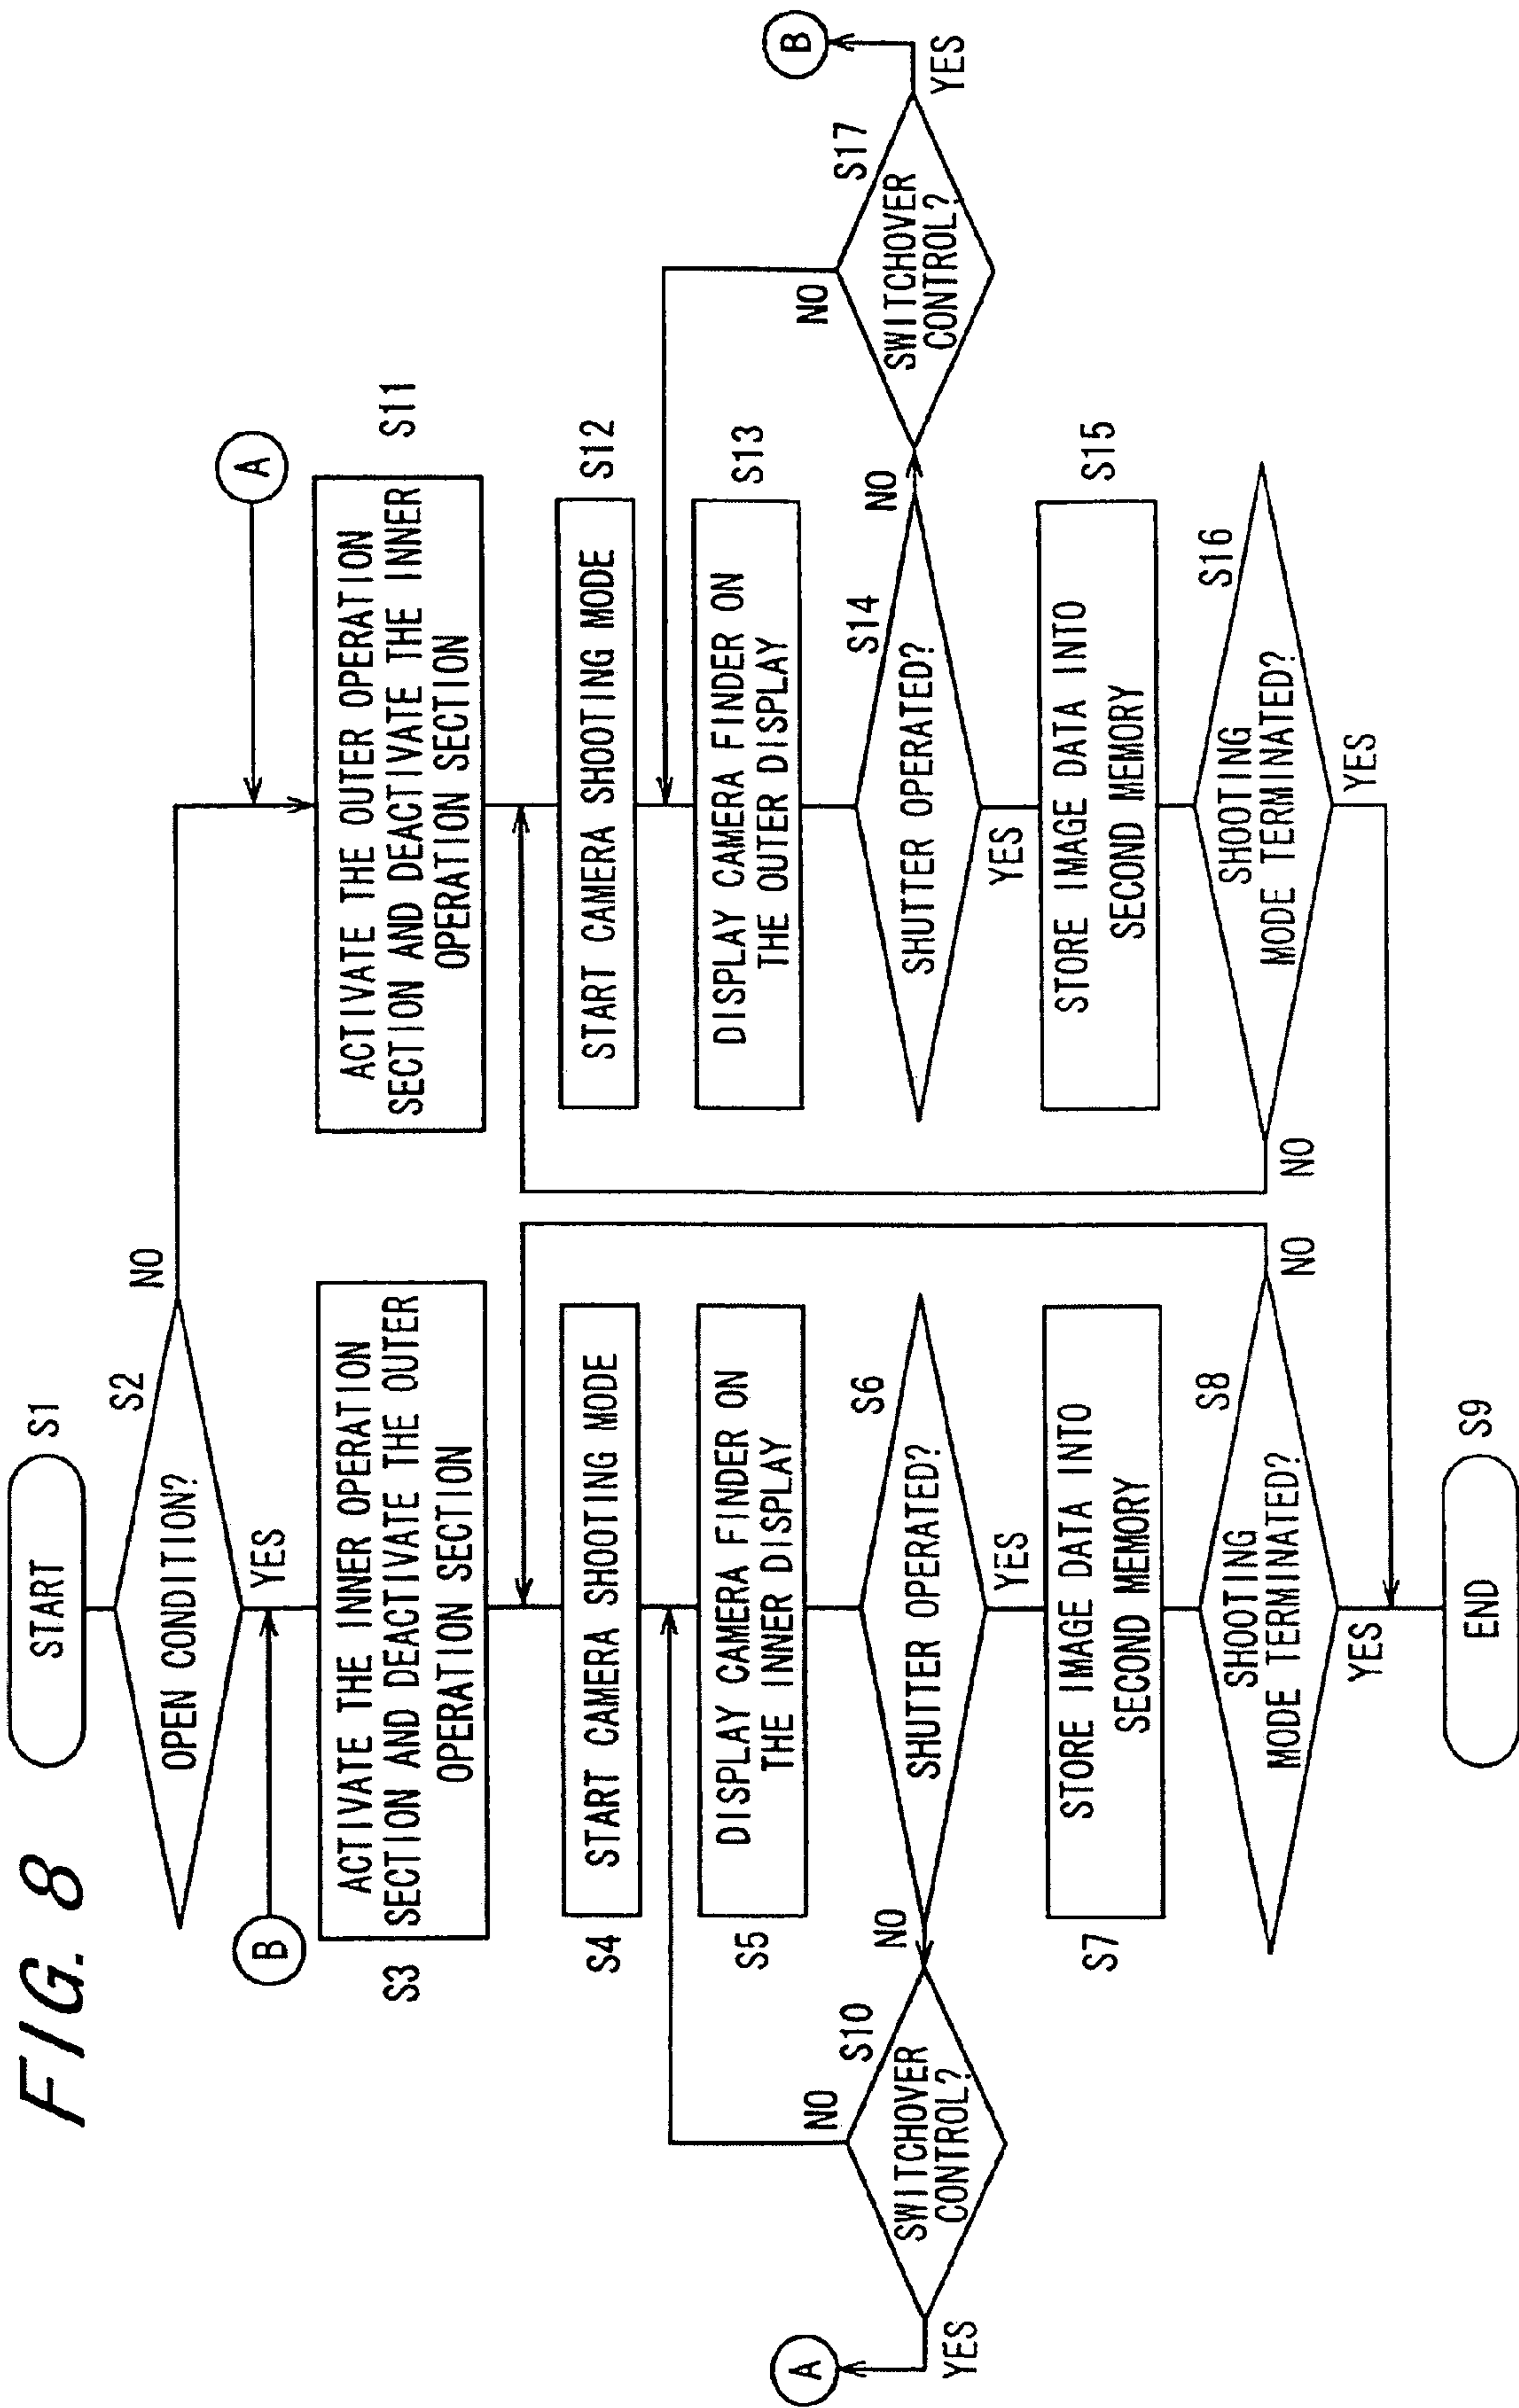 FIG. 8
START
S1
OPEN CONDITION?
S2
NO
YES
B
ACTIVATE THE INNER OPERATION
SECTION AND DEACTIVATE THE OUTER
OPERATION SECTION
S3
START CAMERA SHOOTING MODE
S4
DISPLAY CAMERA FINDER ON
THE INNER DISPLAY
S5
SHUTTER OPERATED?
S6
NO
YES
SWITCHOVER
CONTROL?
S10
NO
YES
A
STORE IMAGE DATA INTO
SECOND MEMORY
S7
SHOOTING
MODE TERMINATED?
S8
NO
YES
END
S9
A
ACTIVATE THE OUTER OPERATION
SECTION AND DEACTIVATE THE INNER
OPERATION SECTION
S11
START CAMERA SHOOTING MODE
S12
DISPLAY CAMERA FINDER ON
THE OUTER DISPLAY
S13
SHUTTER OPERATED?
S14
NO
YES
SWITCHOVER
CONTROL?
S17
NO
YES
B
STORE IMAGE DATA INTO
SECOND MEMORY
S15
SHOOTING
MODE TERMINATED?
S16
NO
YES